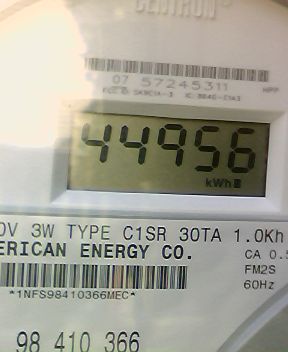 CENTRON
07 57245311
44956
kWh
3W TYPE C1SR 30TA 1.0Kh
ERICAN ENERGY CO.
CA 0.5
FM2S
60Hz
*1NFS98410366MEC*
98 410 366